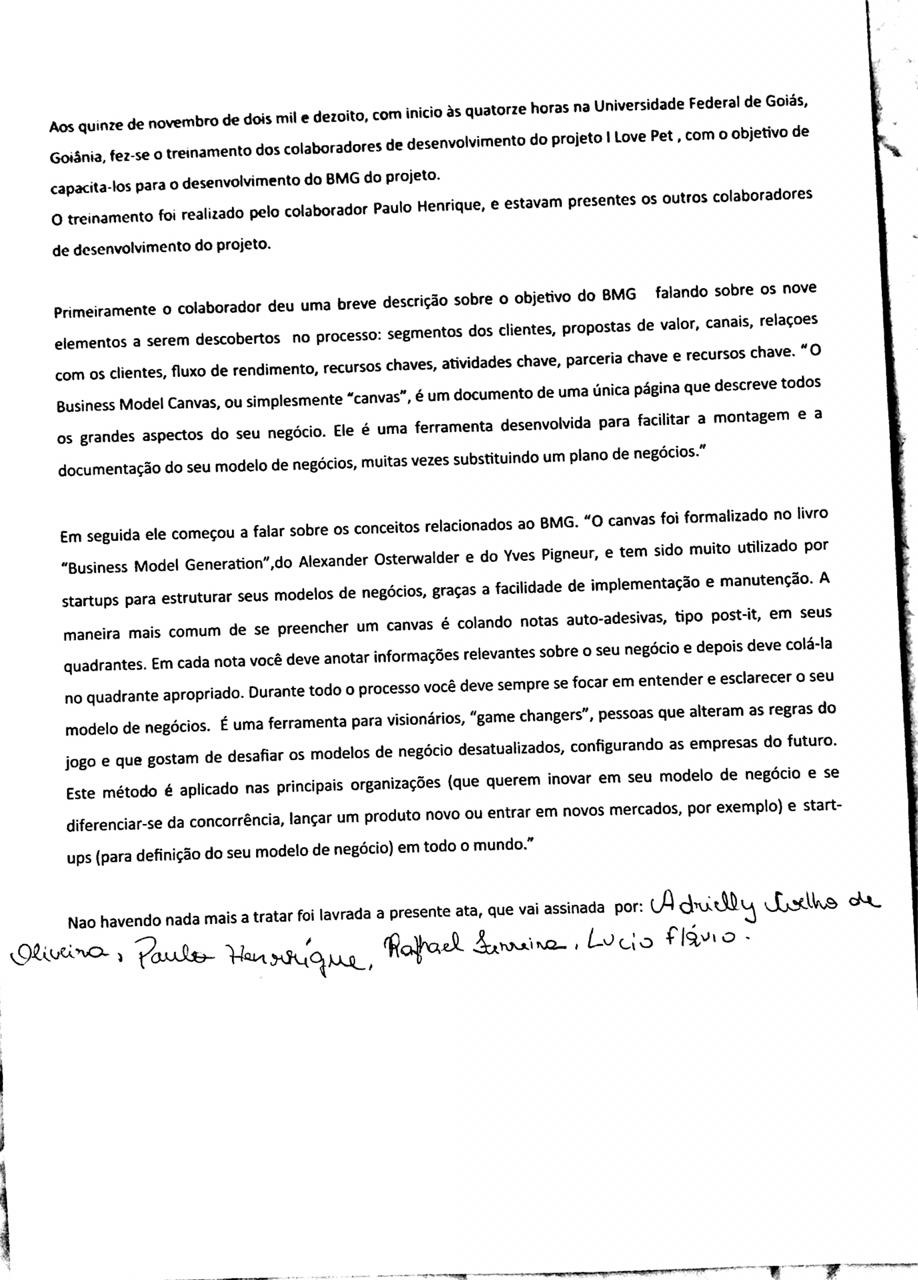 Aos quinze de novembro de dois mil e dezoito, com inicio às quatorze horas na Universidade Federal de Goiás,
Goiânia, fez-se o treinamento dos colaboradores de desenvolvimento do projeto I Love Pet , com o objetivo de
capacita-los para o desenvolvimento do BMG do projeto.
O treinamento foi realizado pelo colaborador Paulo Henrique, e estavam presentes os outros colaboradores
de desenvolvimento do projeto.
Primeiramente o colaborador deu uma breve descrição sobre o objetivo do BMG falando sobre os nove
elementos a serem descobertos no processo: segmentos dos clientes, propostas de valor, canais, relaçoes
com os clientes, fluxo de rendimento, recursos chaves, atividades chave, parceria chave e recursos chave. "O
Business Model Canvas, ou simplesmente "canvas", é um documento de uma única página que descreve todos
os grandes aspectos do seu negócio. Ele é uma ferramenta desenvolvida para facilitar a montagem e a
documentação do seu modelo de negócios, muitas vezes substituindo um plano de negócios."
Em seguida ele começou a falar sobre os conceitos relacionados ao BMG. "O canvas foi formalizado no livro
"Business Model Generation",do Alexander Osterwalder e do Yves Pigneur, e tem sido muito utilizado por
startups para estruturar seus modelos de negócios, graças a facilidade de implementação e manutenção. A
maneira mais comum de se preencher um canvas é colando notas auto-adesivas, tipo post-it, em seus
quadrantes. Em cada nota você deve anotar informações relevantes sobre o seu negócio e depois deve colá-la
no quadrante apropriado. Durante todo o processo você deve sempre se focar em entender e esclarecer o seu
modelo de negócios. É uma ferramenta para visionários, "game changers", pessoas que alteram as regras do
jogo e que gostam de desafiar os modelos de negócio desatualizados, configurando as empresas do futuro.
Este método é aplicado nas principais organizações (que querem inovar em seu modelo de negócio e se
diferenciar-se da concorrência, lançar um produto novo ou entrar em novos mercados, por exemplo) e start-
ups (para definição do seu modelo de negócio) em todo o mundo."
Nao havendo nada mais a tratar foi lavrada a presente ata, que vai assinada por: Adrielly Coelho de
Oliveira, Paulo Henrrique, Raphael Ferreira, Lucio Flávio.